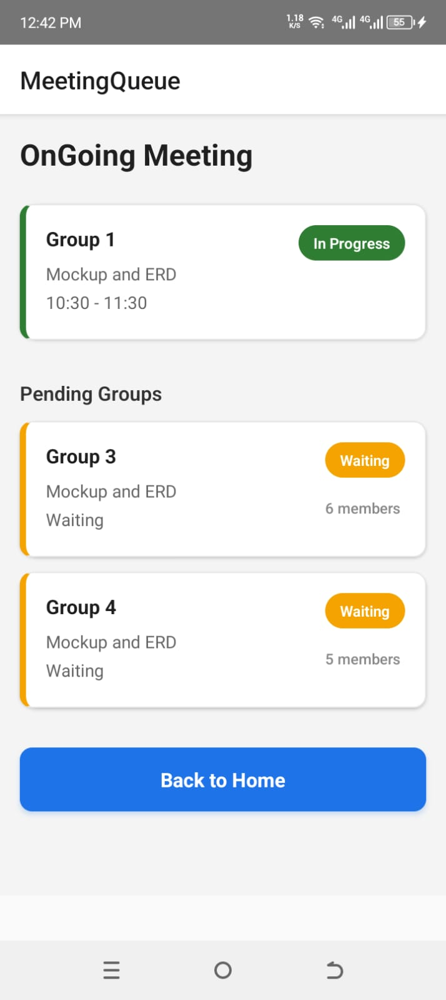 12:42 PM
1.18
K/S
4G
4G
55
MeetingQueue
OnGoing Meeting
Group 1
In Progress
Mockup and ERD
10:30 - 11:30
Pending Groups
Group 3
Waiting
Mockup and ERD
6 members
Waiting
Group 4
Waiting
Mockup and ERD
5 members
Waiting
Back to Home